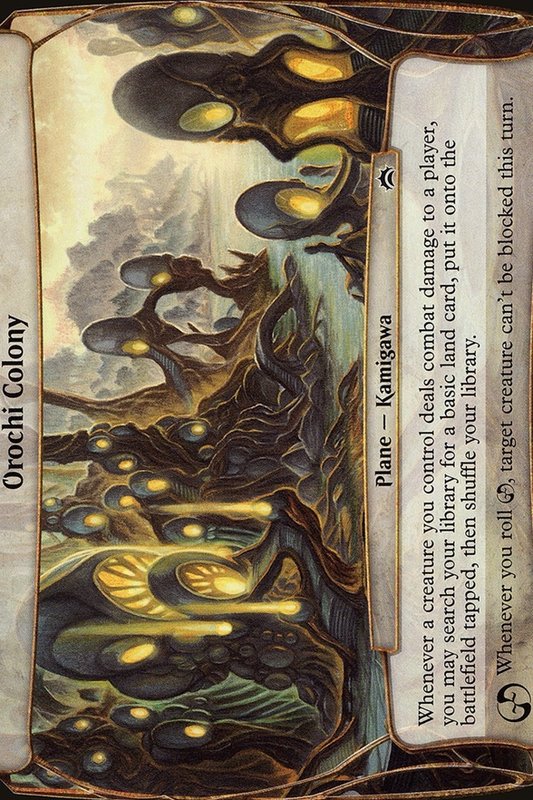 Orochi Colony
Plane — Kamigawa
Whenever a creature you control deals combat damage to a player,
you may search your library for a basic land card, put it onto the
battlefield tapped, then shuffle your library.
Whenever you roll , target creature can't be blocked this turn.